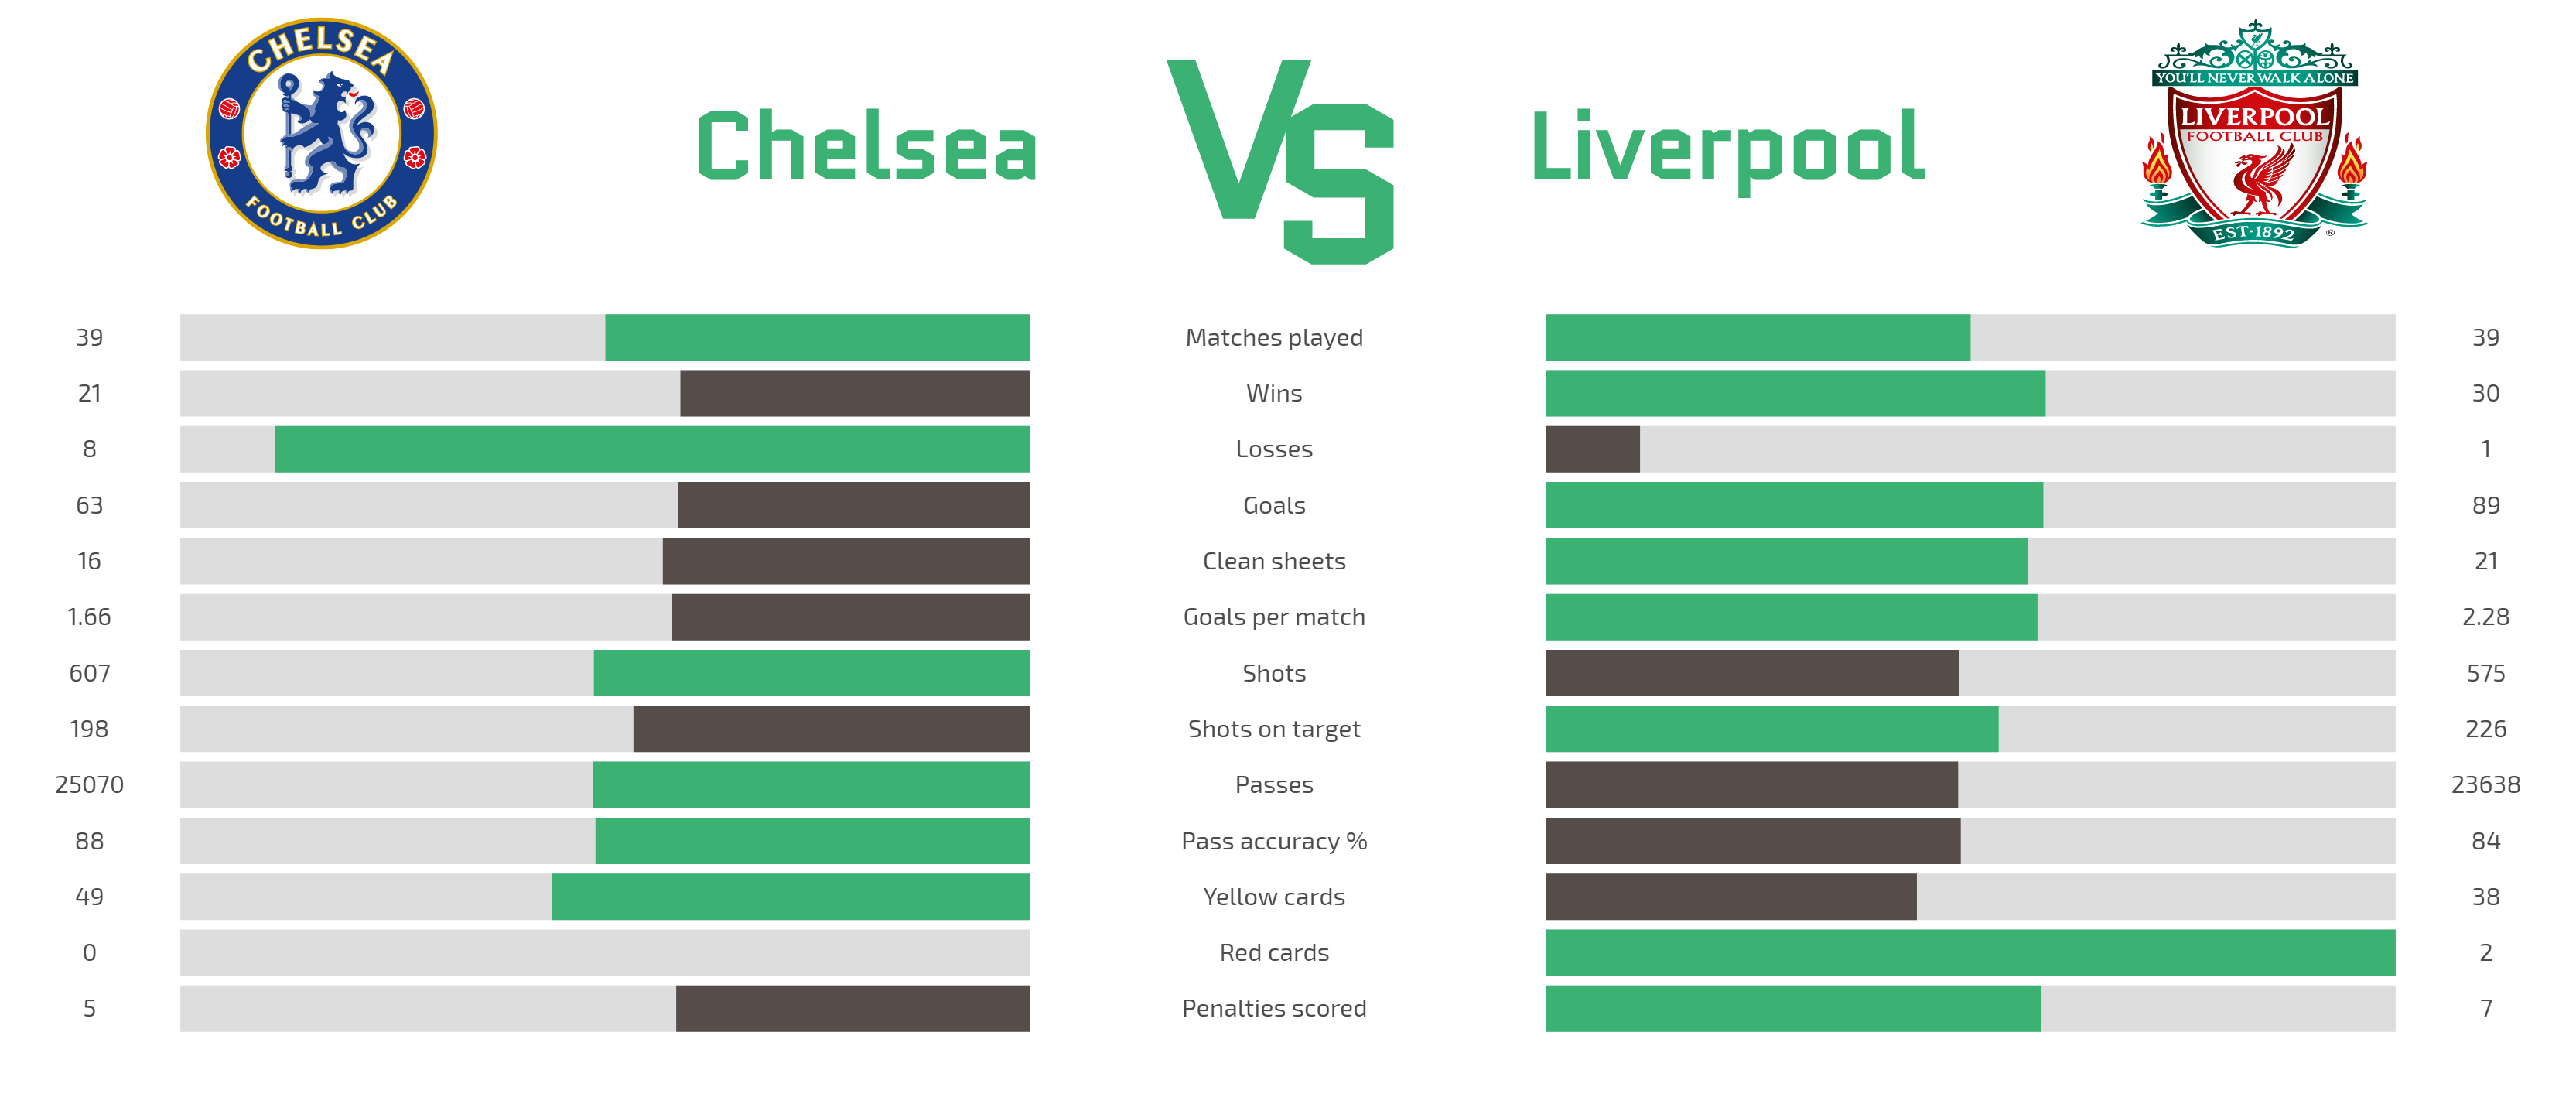 CHELSEA
FOOTBALL CLUB
Chelsea
VS
Liverpool
YOU'LL NEVER WALK ALONE
LIVERPOOL
FOOTBALL CLUB
EST·1892 ®
39 Matches played 39
21 Wins 30
8 Losses 1
63 Goals 89
16 Clean sheets 21
1.66 Goals per match 2.28
607 Shots 575
198 Shots on target 226
25070 Passes 23638
88 Pass accuracy % 84
49 Yellow cards 38
0 Red cards 2
5 Penalties scored 7